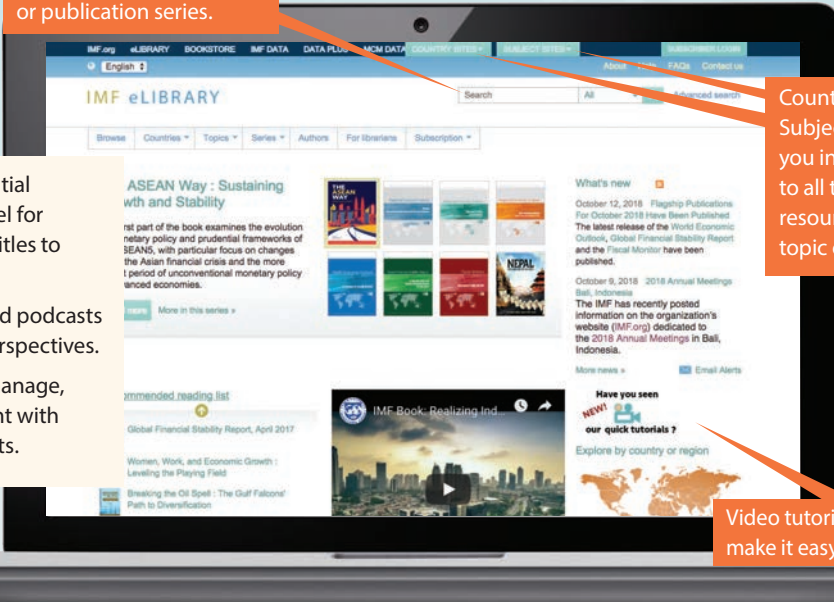 or publication series.
IMF.org eLIBRARY BOOKSTORE IMF DATA DATA PLUS MCM DATA COUNTRY SITES SUBJECT SITES SUBSCRIBER LOGIN
English
About Help FAQs Contact us
IMF eLIBRARY
Search All Advanced search
Browse Countries Topics Series Authors For librarians Subscription
Count
Subjec
you in
to all t
resour
topic
tial
el for
itles to
d podcasts
rspectives.
anage,
nt with
ts.
ASEAN Way : Sustaining
wth and Stability
rst part of the book examines the evolution
netary policy and prudential frameworks of
SEAN5, with particular focus on changes
the Asian financial crisis and the more
t period of unconventional monetary policy
anced economies.
more More in this series »
THE
ASEAN
WAY
NEPAL
What's new
October 12, 2018 Flagship Publications
For October 2018 Have Been Published
The latest release of the World Economic
Outlook, Global Financial Stability Report
and the Fiscal Monitor have been
published.
October 9, 2018 2018 Annual Meetings
Bali, Indonesia
The IMF has recently posted
information on the organization's
website (IMF.org) dedicated to
the 2018 Annual Meetings in Bali,
Indonesia.
More news » Email Alerts
ommended reading list
Global Financial Stability Report, April 2017
Women, Work, and Economic Growth :
Leveling the Playing Field
Breaking the Oil Spell : The Gulf Falcons'
Path to Diversification
IMF Book: Realizing Ind...
Have you seen
NEW!
our quick tutorials ?
Explore by country or region
Video tutori
make it easy